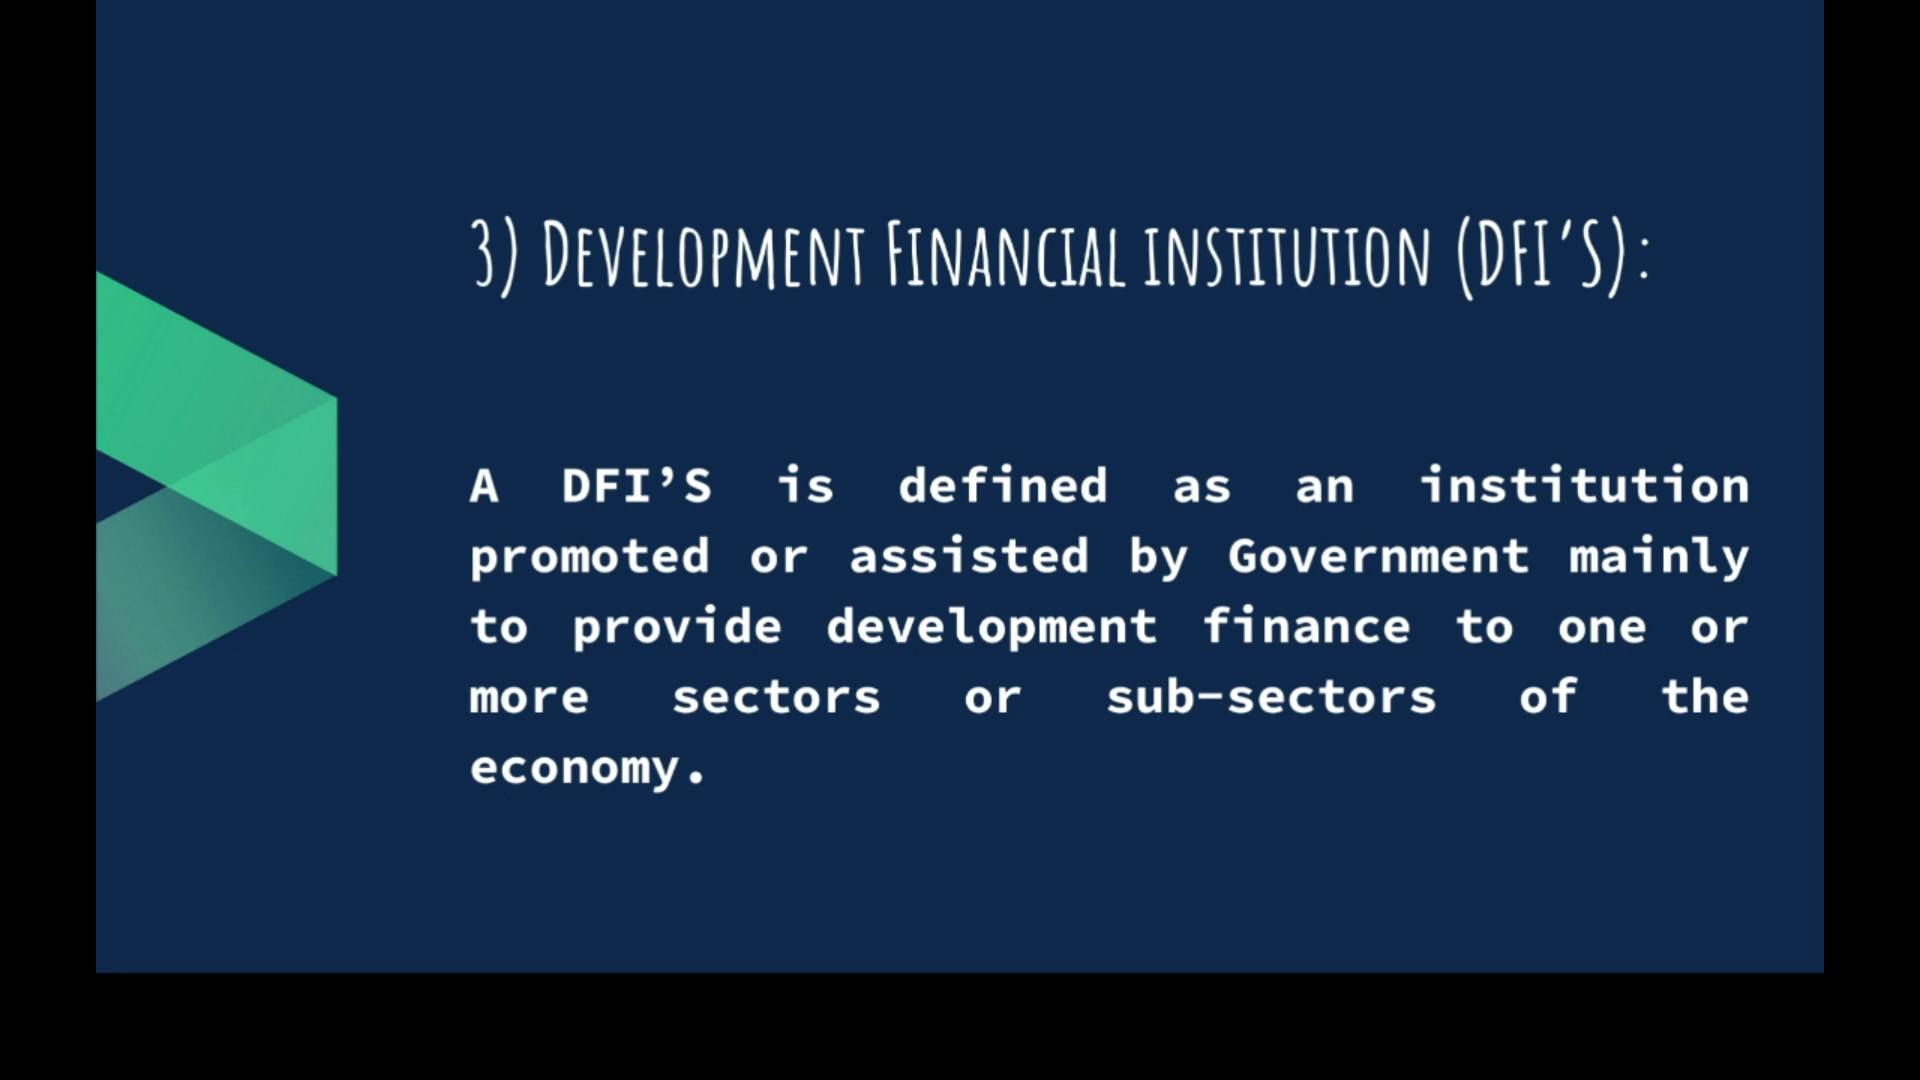 3) Development Financial institution (DFI’S):
A DFI’S is defined as an institution
promoted or assisted by Government mainly
to provide development finance to one or
more sectors or sub-sectors of the
economy.